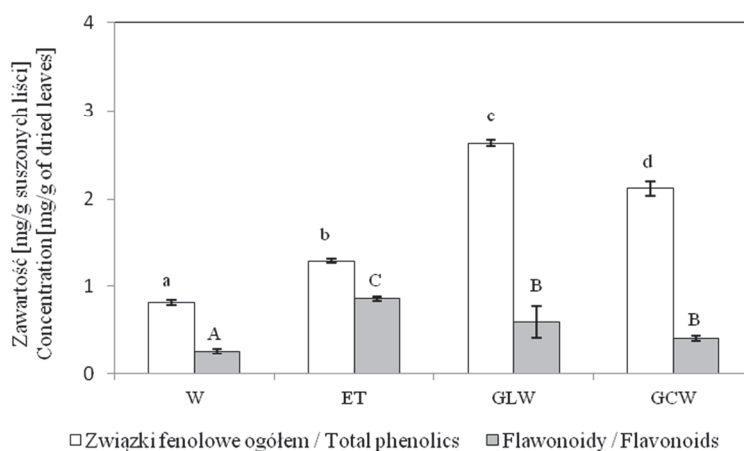 Zawartość [mg/g suszonych liści]
Concentration [mg/g of dried leaves]
4
3
2
1
0
a
A
b
C
c
B
d
B
W ET GLW GCW
Związki fenolowe ogółem / Total phenolics Flawonoidy / Flavonoids